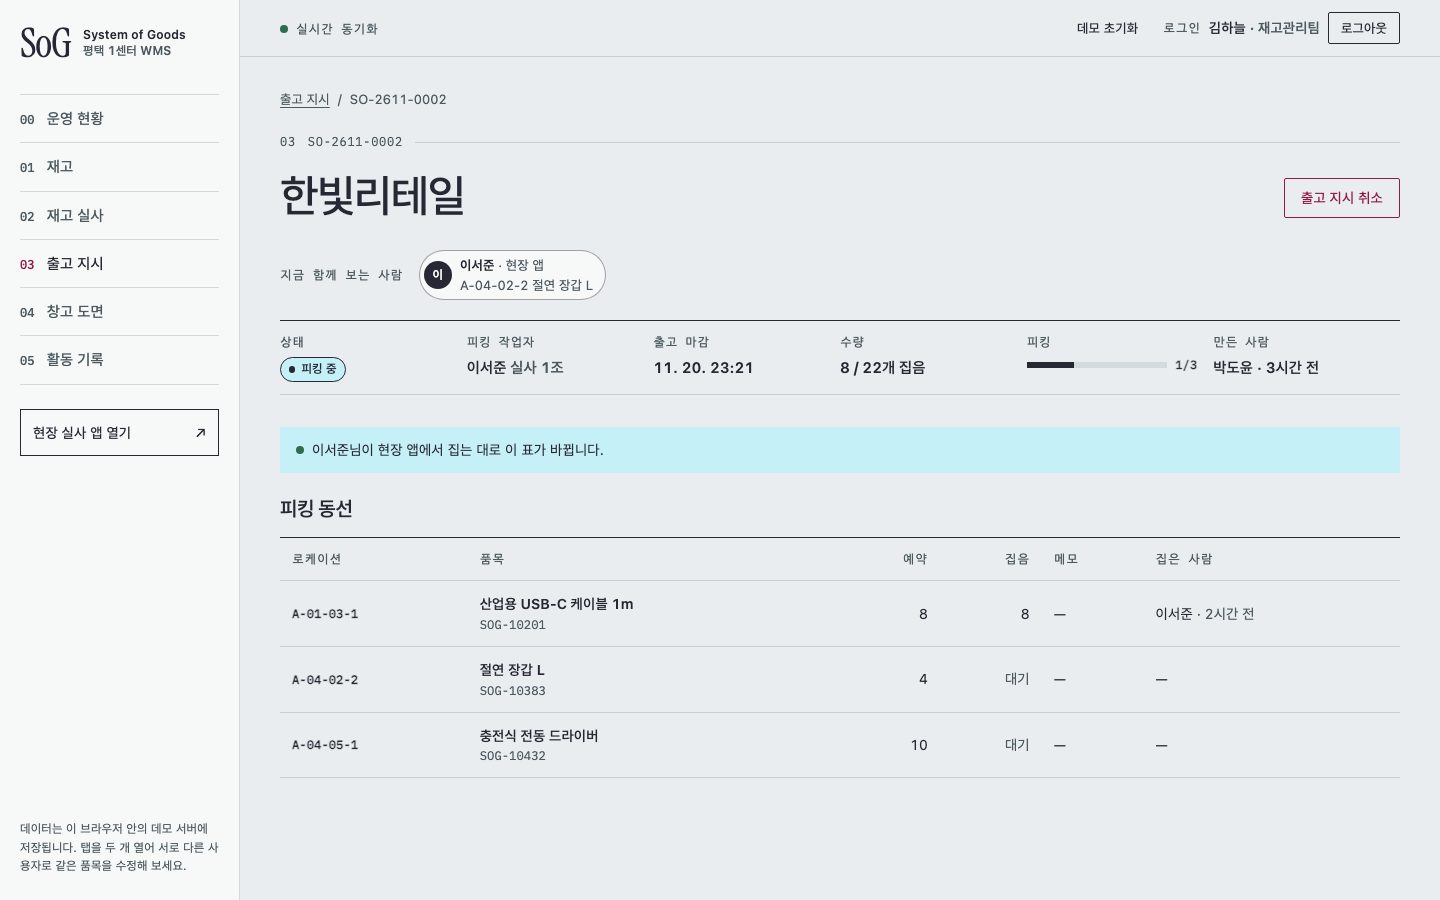 SoG
System of Goods
평택 1센터 WMS
00 운영 현황
01 재고
02 재고 실사
03 출고 지시
04 창고 도면
05 활동 기록
현장 실사 앱 열기 ↗
데이터는 이 브라우저 안의 데모 서버에
저장됩니다. 탭을 두 개 열어 서로 다른 사
용자로 같은 품목을 수정해 보세요.
실시간 동기화
데모 초기화
로그인 김하늘 · 재고관리팀
로그아웃
출고 지시 / SO-2611-0002
03 SO-2611-0002
한빛리테일
출고 지시 취소
지금 함께 보는 사람
이
이서준 · 현장 앱
A-04-02-2 절연 장갑 L
상태 피킹 작업자 출고 마감 수량 피킹 만든 사람
피킹 중 이서준 실사 1조 11. 20. 23:21 8 / 22개 집음 1/3 박도윤 · 3시간 전
이서준님이 현장 앱에서 집는 대로 이 표가 바뀝니다.
피킹 동선
로케이션 품목 예약 집음 메모 집은 사람
A-01-03-1 산업용 USB-C 케이블 1m 8 8 — 이서준 · 2시간 전
SOG-10201
A-04-02-2 절연 장갑 L 4 대기 — —
SOG-10383
A-04-05-1 충전식 전동 드라이버 10 대기 — —
SOG-10432